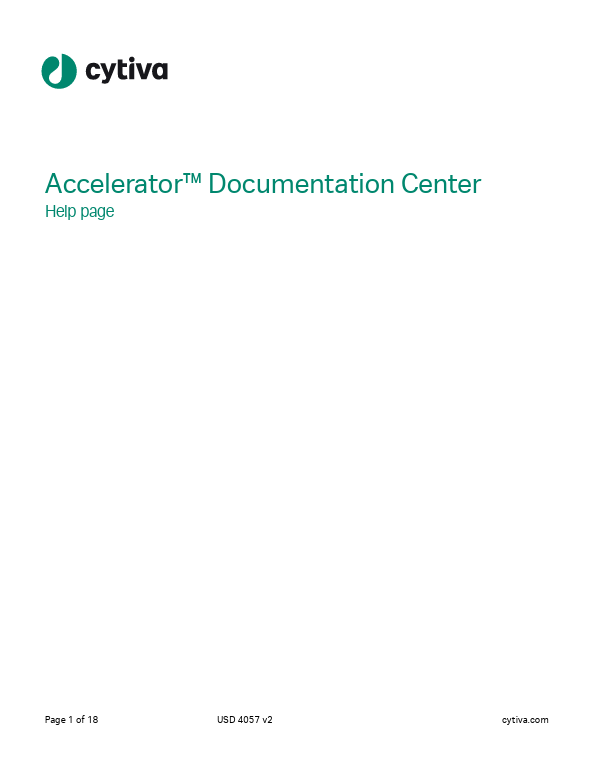 cytiva
Accelerator™ Documentation Center
Help page
Page 1 of 18
USD 4057 v2
cytiva.com